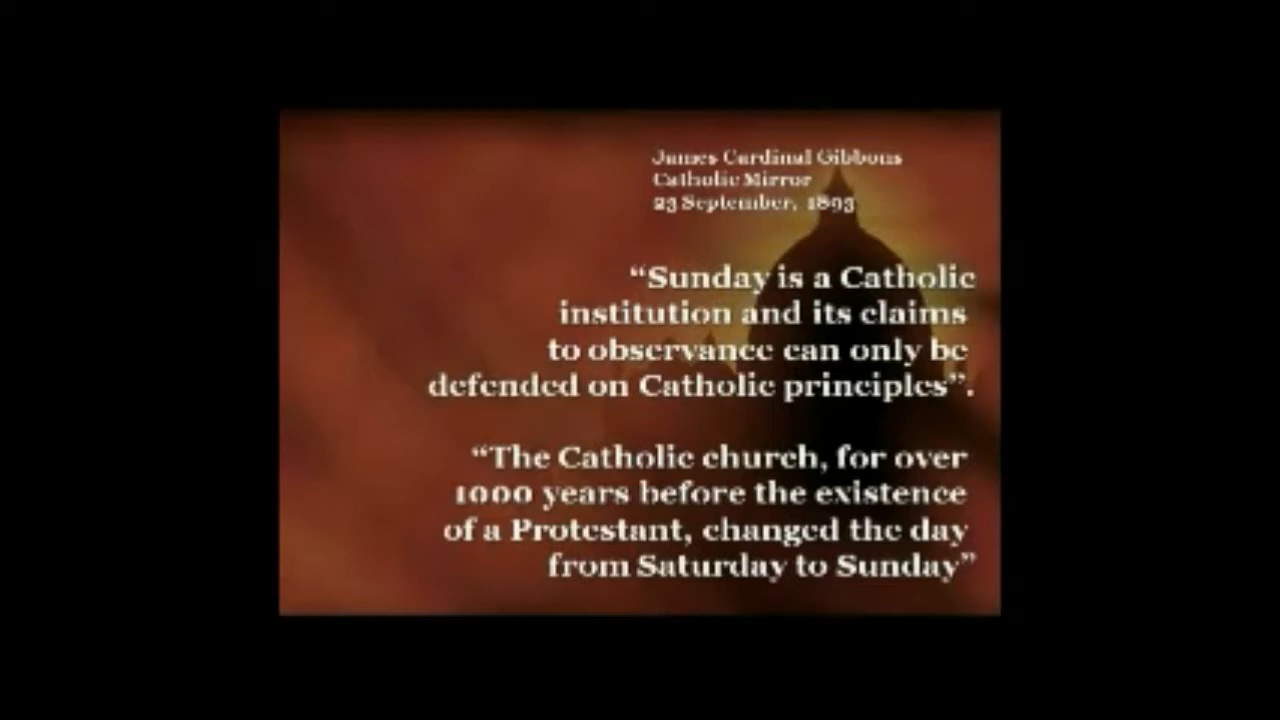 James Cardinal Gibbons
Catholic Mirror
23 September, 1893
“Sunday is a Catholic
institution and its claims
to observance can only be
defended on Catholic principles”.
“The Catholic church, for over
1000 years before the existence
of a Protestant, changed the day
from Saturday to Sunday”